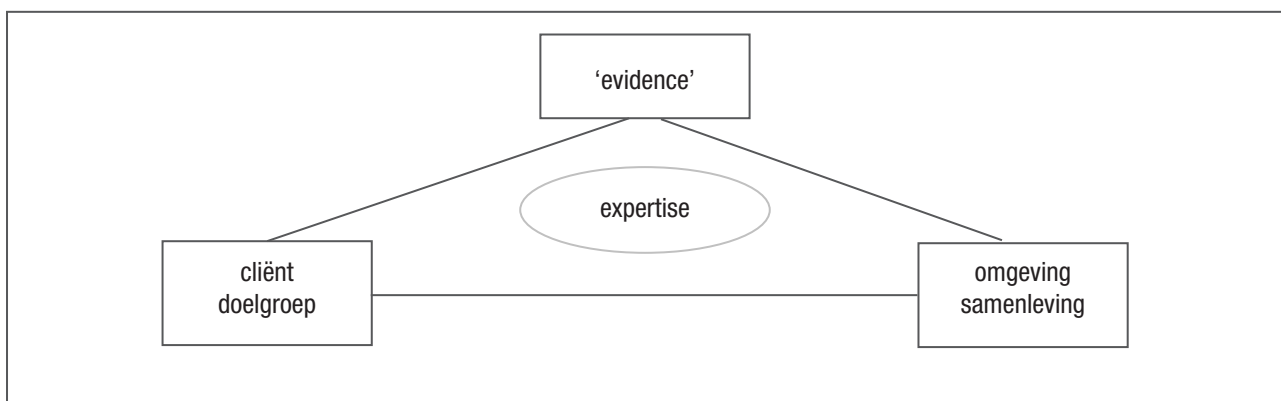 ‘evidence’
expertise
cliënt
doelgroep
omgeving
samenleving